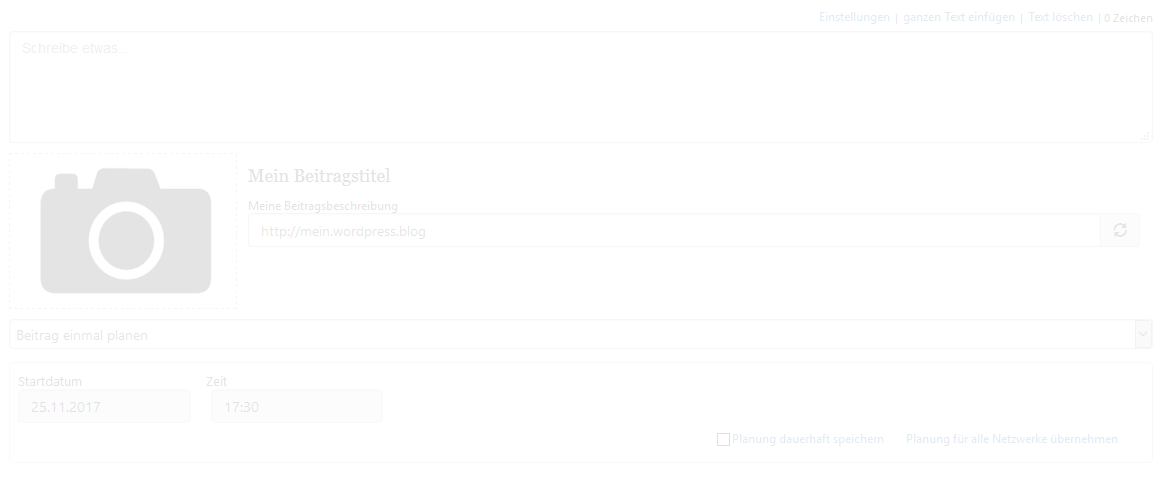 Einstellungen | ganzen Text einfügen | Text löschen | 0 Zeichen
Schreibe etwas...
Mein Beitragstitel
Meine Beitragsbeschreibung
http://mein.wordpress.blog
Beitrag einmal planen
Startdatum Zeit
25.11.2017 17:30
Planung dauerhaft speichern Planung für alle Netzwerke übernehmen